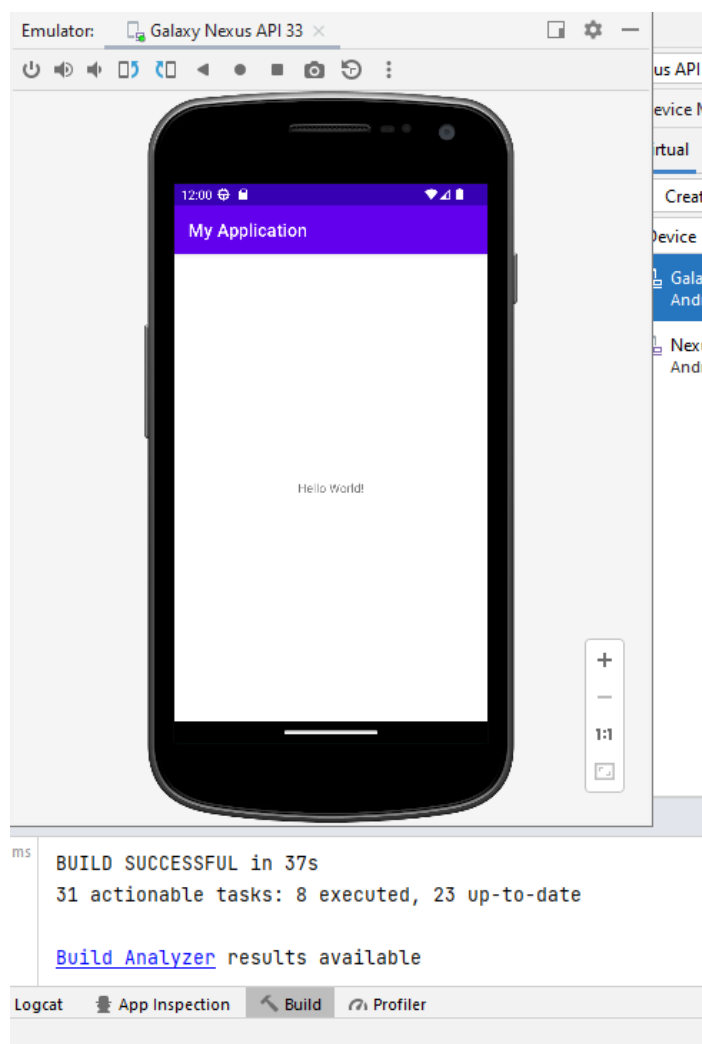 Emulator: Galaxy Nexus API 33
us API
evice M
irtual
12:00
Creat
My Application
Device
Gala
Andr
Nexu
Andr
Hello World!
1:1
ms
BUILD SUCCESSFUL in 37s
31 actionable tasks: 8 executed, 23 up-to-date
Build Analyzer results available
Logcat App Inspection Build Profiler